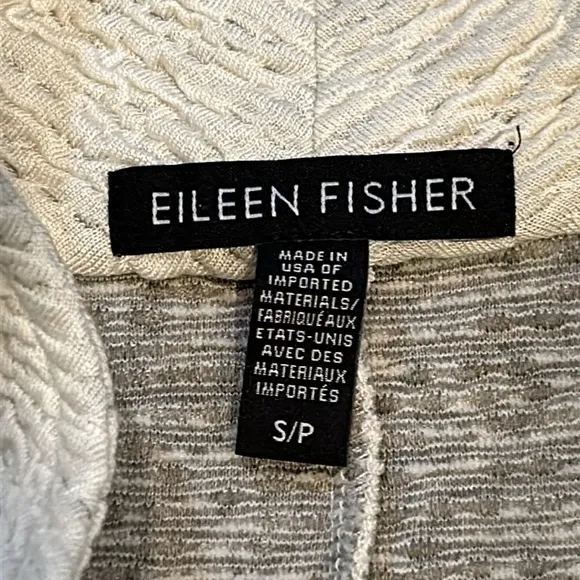 EILEEN FISHER
MADE IN
USA OF
IMPORTED
MATERIALS/
FABRIQUÉ AUX
ETATS-UNIS
AVEC DES
MATERIAUX
IMPORTÉS
S/P